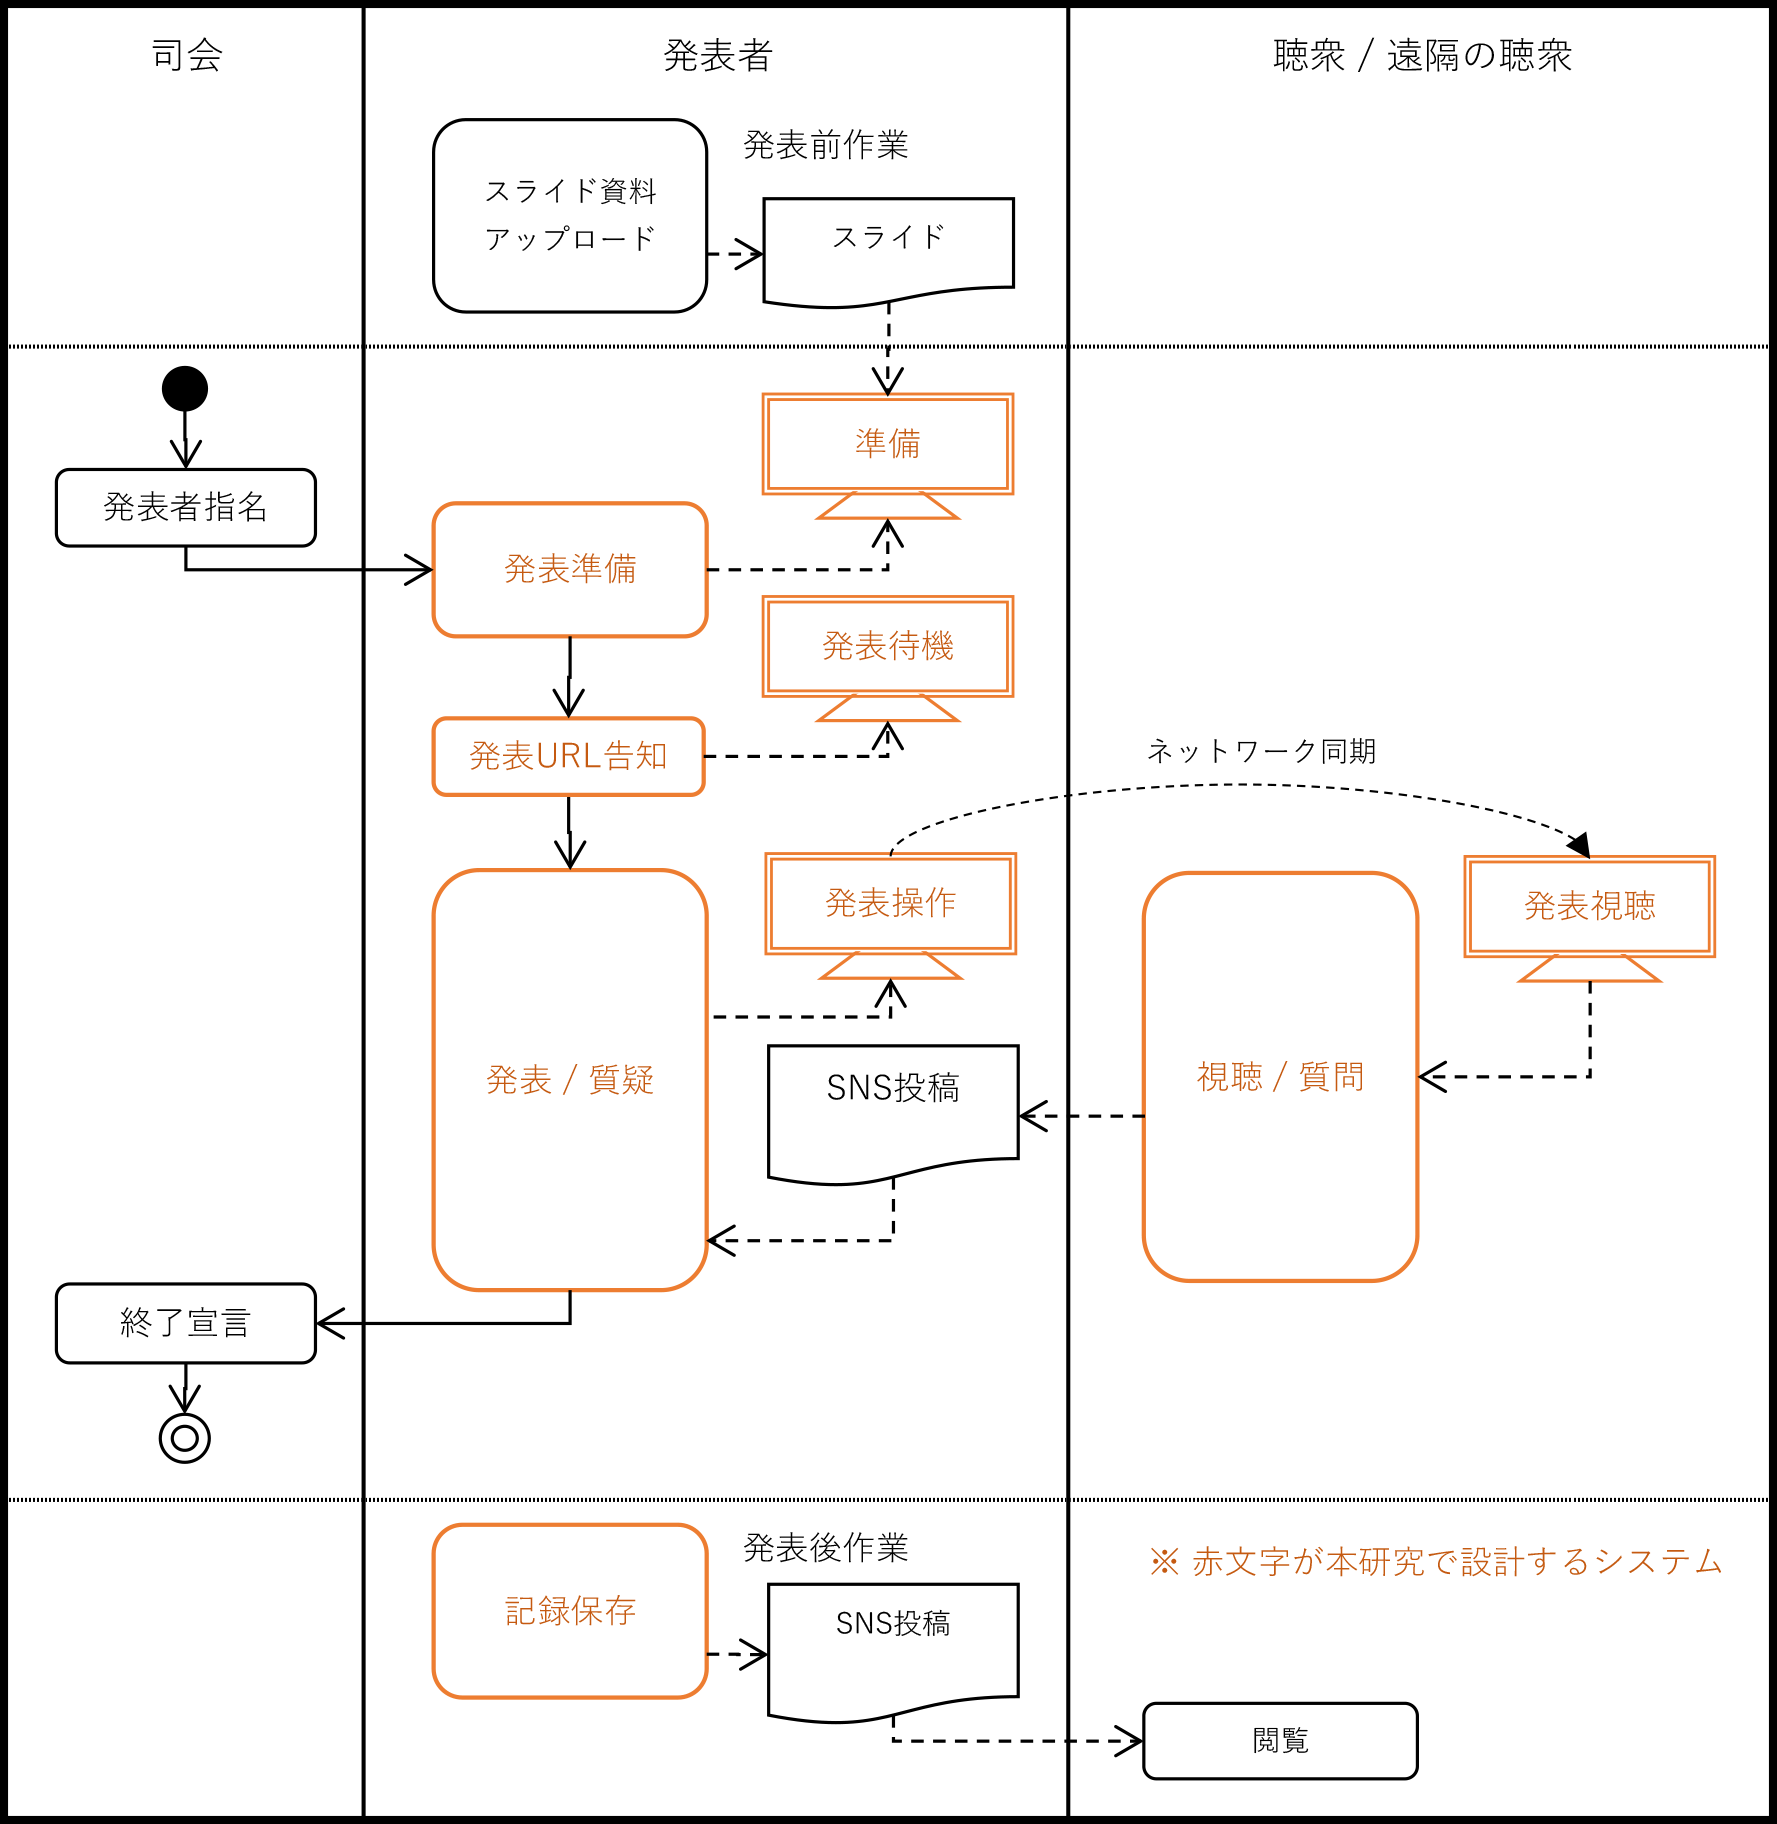 司会
発表者
聴衆 / 遠隔の聴衆
発表前作業
スライド資料
アップロード
スライド
準備
発表者指名
発表準備
発表待機
発表URL告知
ネットワーク同期
発表操作
発表視聴
発表 / 質疑
SNS投稿
視聴 / 質問
終了宣言
発表後作業
※ 赤文字が本研究で設計するシステム
記録保存
SNS投稿
閲覧